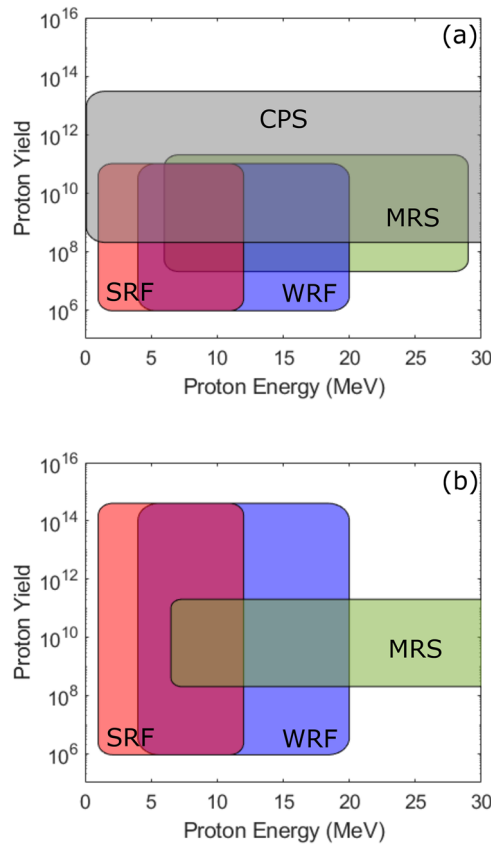 (a)
10^16
10^14
10^12
10^10
10^8
10^6
Proton Yield
CPS
MRS
SRF
WRF
0 5 10 15 20 25 30
Proton Energy (MeV)
(b)
10^16
10^14
10^12
10^10
10^8
10^6
Proton Yield
MRS
SRF
WRF
0 5 10 15 20 25 30
Proton Energy (MeV)